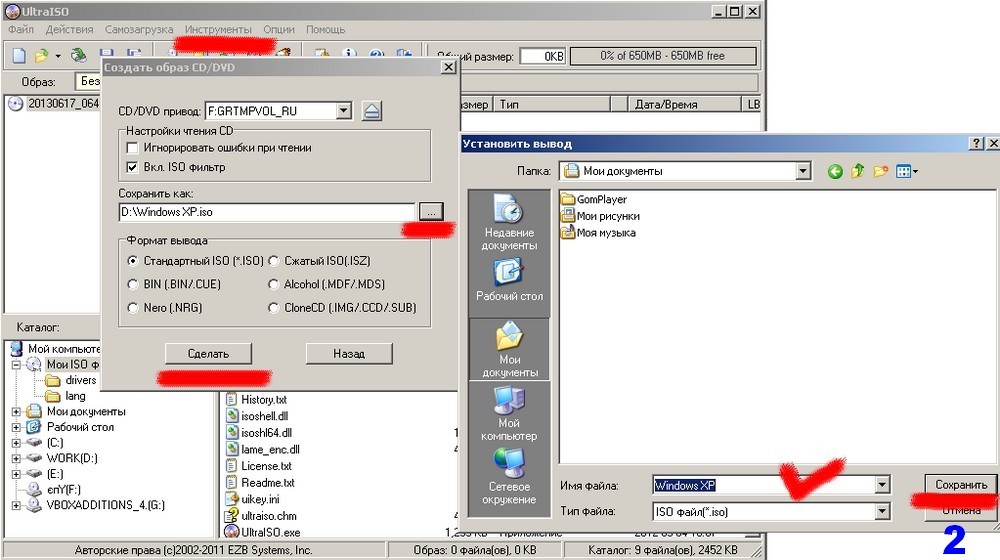 UltraISO
Файл Действия Самозагрузка Инструменты Опции Помощь
размер: 0KB 0% of 650MB - 650MB free
Образ: Без
20130617_064
Тип Дата/Время LB
Создать образ CD/DVD
CD/DVD привод: F:GRTMPVOL_RU
Настройки чтения CD
Игнорировать ошибки при чтении
Вкл. ISO фильтр
Сохранить как:
D:\Windows XP.iso ...
Формат вывода
Стандартный ISO (*.ISO) Сжатый ISO(.ISZ)
BIN (.BIN/.CUE) Alcohol (.MDF/.MDS)
Nero (.NRG) CloneCD (.IMG/.CCD/.SUB)
Сделать Назад
Установить вывод
Папка: Мои документы
Недавние документы
Рабочий стол
Мои документы
Мой компьютер
Сетевое окружение
GomPlayer
Мои рисунки
Моя музыка
Имя файла: Windows XP Сохранить
Тип файла: ISO файл(*.iso) Отмена
2
Каталог:
Мой компьюте
Мои ISO ф
drivers
lang
Мои документы
Рабочий стол
(C:)
WORK(D:)
(E:)
епУ(F:)
VBOXADDITIONS_4.(G:)
History.txt
isoshell.dll
isoshl64.dll
lame_enc.dll
License.txt
Readme.txt
uikey.ini
ultraiso.chm
UltraISO.exe
Авторские права (c)2002-2011 EZB Systems, Inc. Образ: 0 файла(ов), 0 KB Каталог: 9 файла(ов), 2452 KB